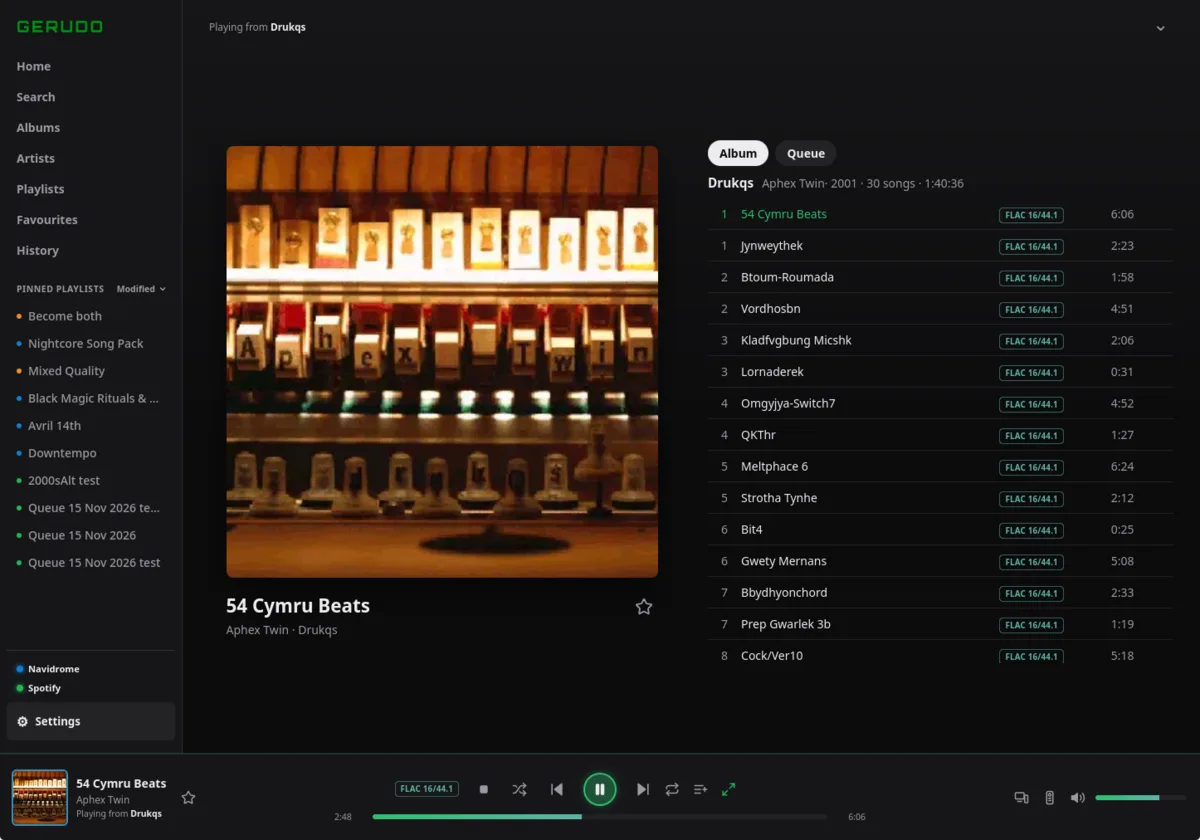 GERUDO
Home
Search
Albums
Artists
Playlists
Favourites
History
PINNED PLAYLISTS Modified
Become both
Nightcore Song Pack
Mixed Quality
Black Magic Rituals & ...
Avril 14th
Downtempo
2000sAlt test
Queue 15 Nov 2026 te...
Queue 15 Nov 2026
Queue 15 Nov 2026 test
Navidrome
Spotify
Settings
Playing from Drukqs
Aphex Twin
54 Cymru Beats
Aphex Twin · Drukqs
Album Queue
Drukqs Aphex Twin· 2001 · 30 songs · 1:40:36
1 54 Cymru Beats FLAC 16/44.1 6:06
1 Jynweythek FLAC 16/44.1 2:23
2 Btoum-Roumada FLAC 16/44.1 1:58
2 Vordhosbn FLAC 16/44.1 4:51
3 Kladfvgbung Micshk FLAC 16/44.1 2:06
3 Lornaderek FLAC 16/44.1 0:31
4 Omgyjya-Switch7 FLAC 16/44.1 4:52
4 QKThr FLAC 16/44.1 1:27
5 Meltphace 6 FLAC 16/44.1 6:24
5 Strotha Tynhe FLAC 16/44.1 2:12
6 Bit4 FLAC 16/44.1 0:25
6 Gwety Mernans FLAC 16/44.1 5:08
7 Bbydhyonchord FLAC 16/44.1 2:33
7 Prep Gwarlek 3b FLAC 16/44.1 1:19
8 Cock/Ver10 FLAC 16/44.1 5:18
54 Cymru Beats
Aphex Twin
Playing from Drukqs
FLAC 16/44.1
2:48 6:06